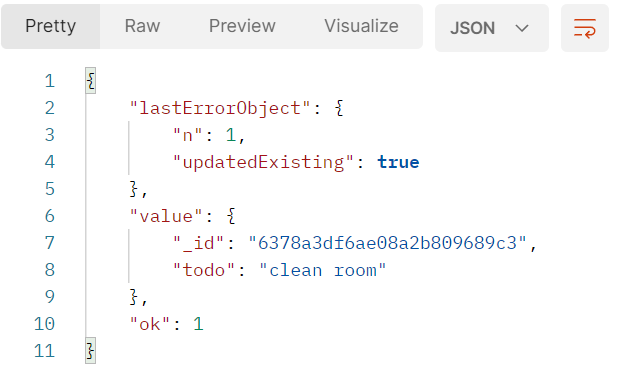 Pretty Raw Preview Visualize JSON
1 {
2 "lastErrorObject": {
3 "n": 1,
4 "updatedExisting": true
5 },
6 "value": {
7 "_id": "6378a3df6ae08a2b809689c3",
8 "todo": "clean room"
9 },
10 "ok": 1
11 }